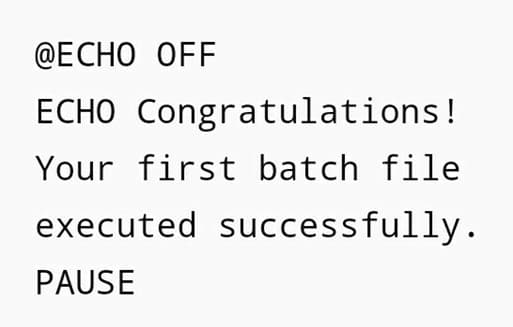 @ECHO OFF
ECHO Congratulations!
Your first batch file
executed successfully.
PAUSE